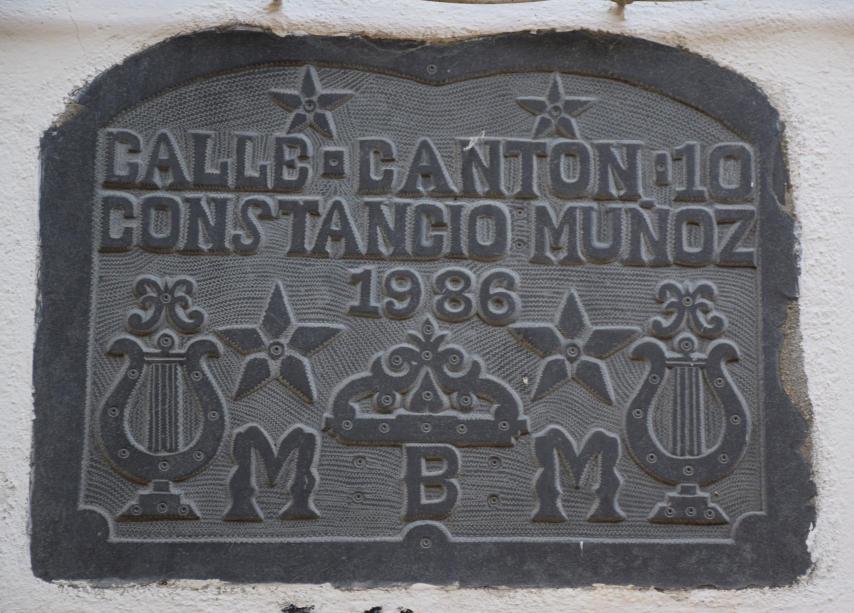 CALLE·CANTON·10
CONSTANCIO MUÑOZ
1986
M B M